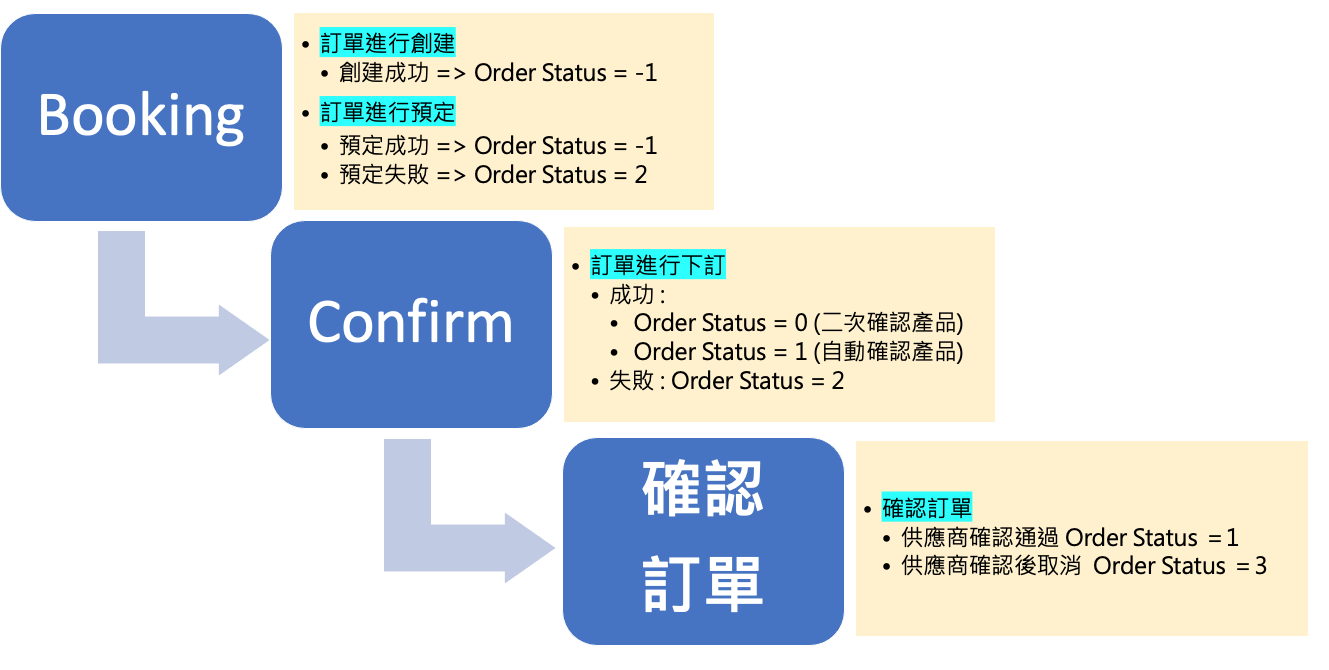 Booking
• 訂單進行創建
• 創建成功 => Order Status = -1
• 訂單進行預定
• 預定成功 => Order Status = -1
• 預定失敗 => Order Status = 2
Confirm
• 訂單進行下訂
• 成功 :
• Order Status = 0 (二次確認產品)
• Order Status = 1 (自動確認產品)
• 失敗 : Order Status = 2
確認
訂單
• 確認訂單
• 供應商確認通過 Order Status = 1
• 供應商確認後取消 Order Status = 3